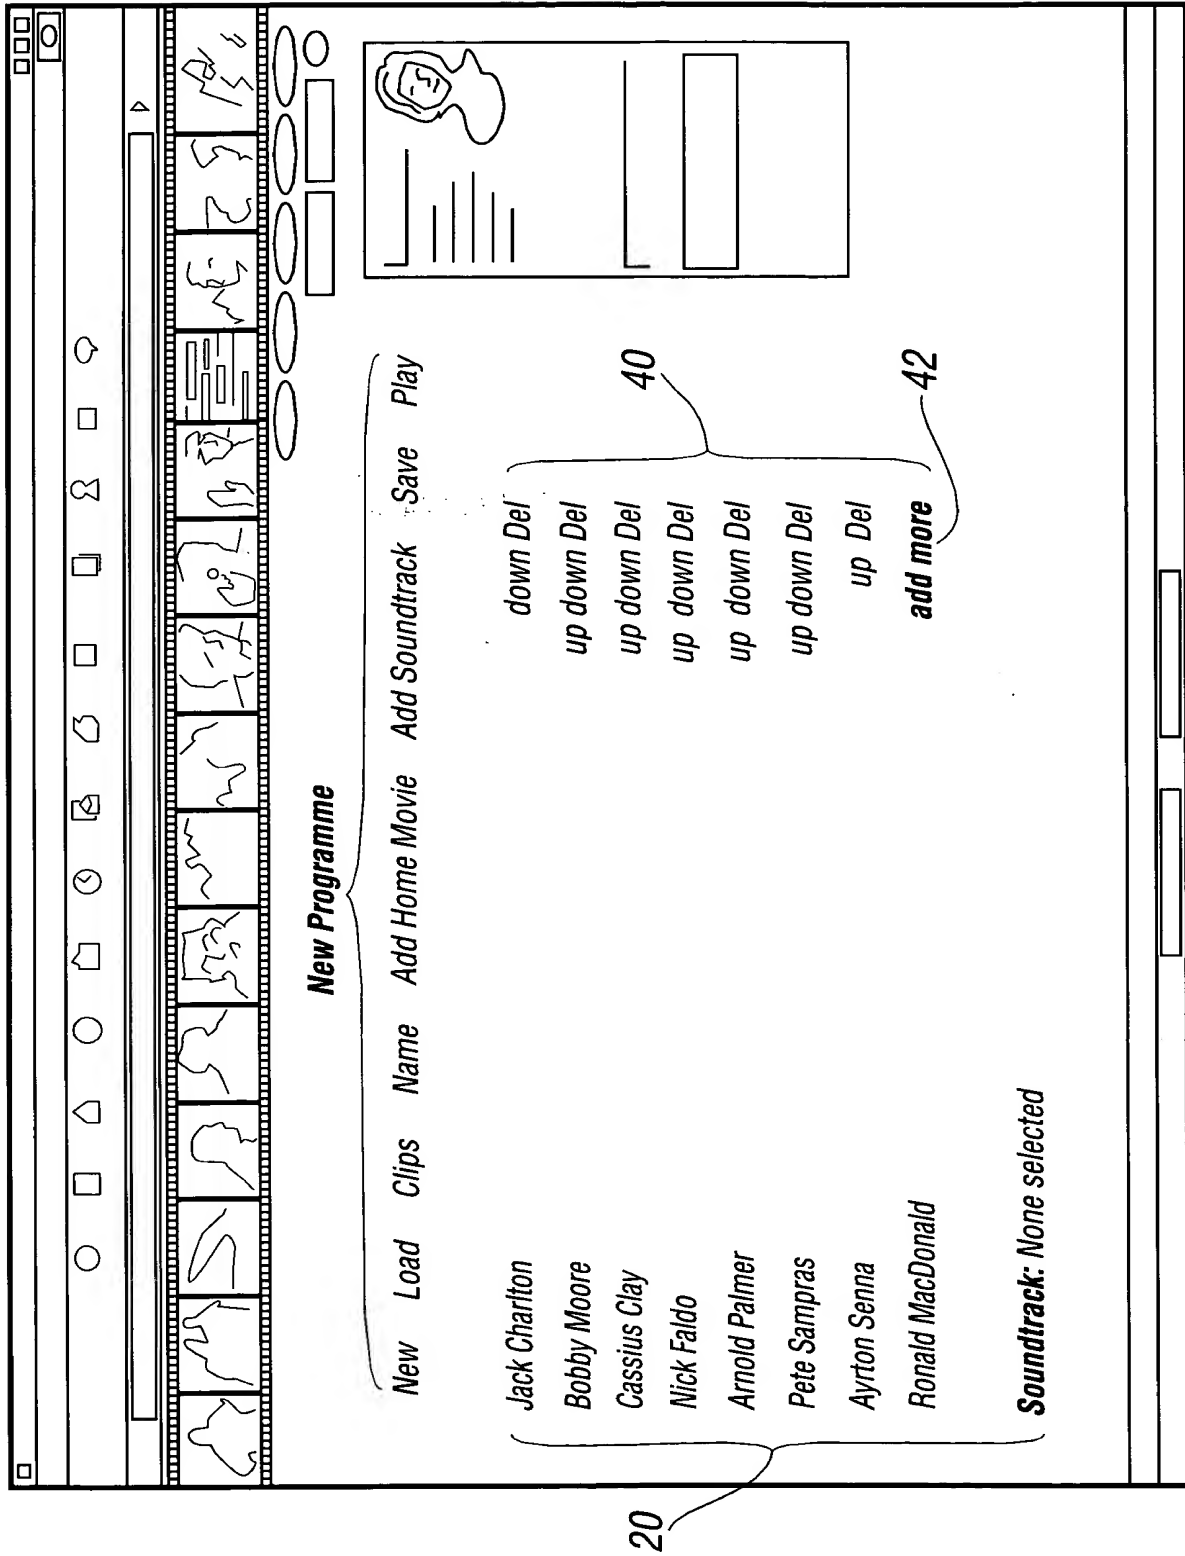 New Programme
New Load Clips Name Add Home Movie Add Soundtrack Save Play
Jack Charlton down Del
Bobby Moore up down Del
Cassius Clay up down Del
Nick Faldo up down Del
Arnold Palmer up down Del
Pete Sampras up down Del
Ayrton Senna up Del
Ronald MacDonald add more
Soundtrack: None selected
20
40
42